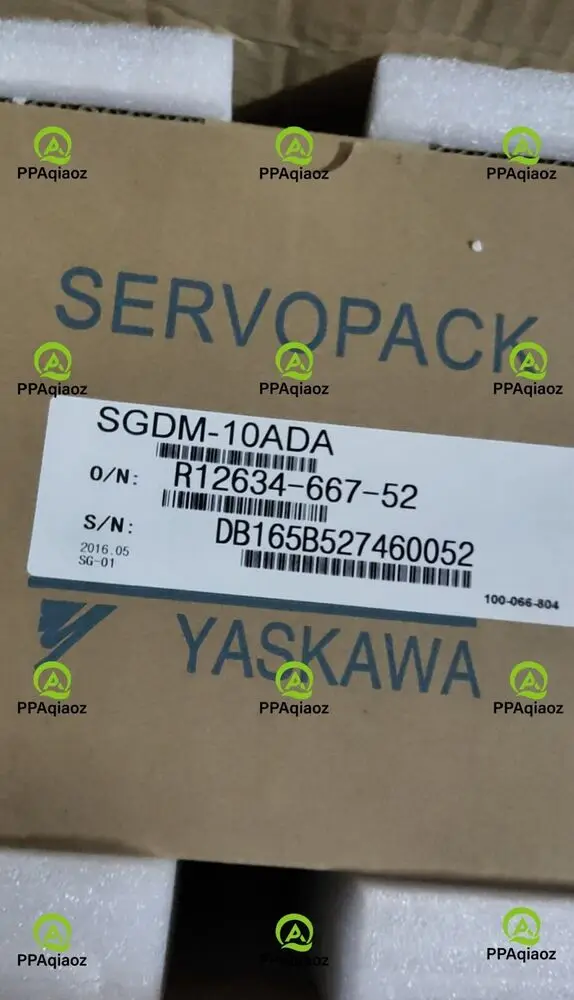 PPAqiaoz PPAqiaoz PPAqiaoz
SERVOPACK
PPAqiaoz PPAqiaoz PPAqiaoz
SGDM-10ADA
O/N: R12634-667-52
S/N: DB165B527460052
2016.05
SG-01
100-066-804
YASKAWA
PPAqiaoz PPAqiaoz PPAqiaoz
PPAqiaoz PPAqiaoz PPAqiaoz